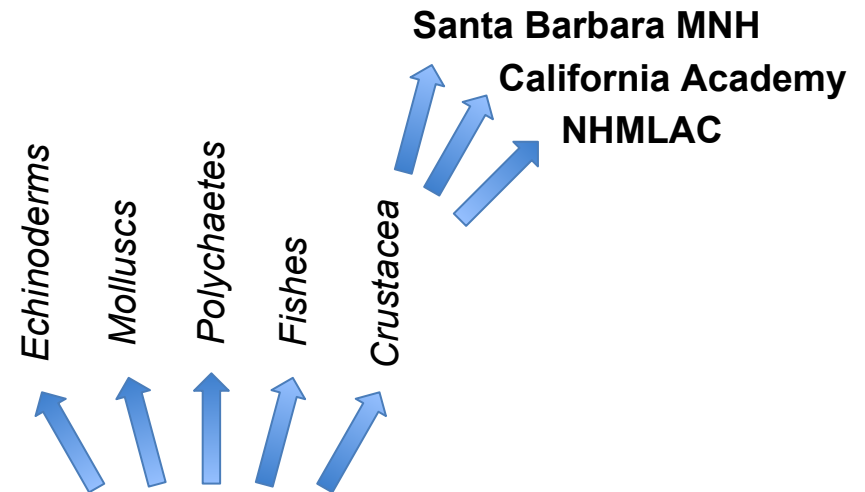 Santa Barbara MNH
California Academy
NHMLAC
Echinoderms
Molluscs
Polychaetes
Fishes
Crustacea